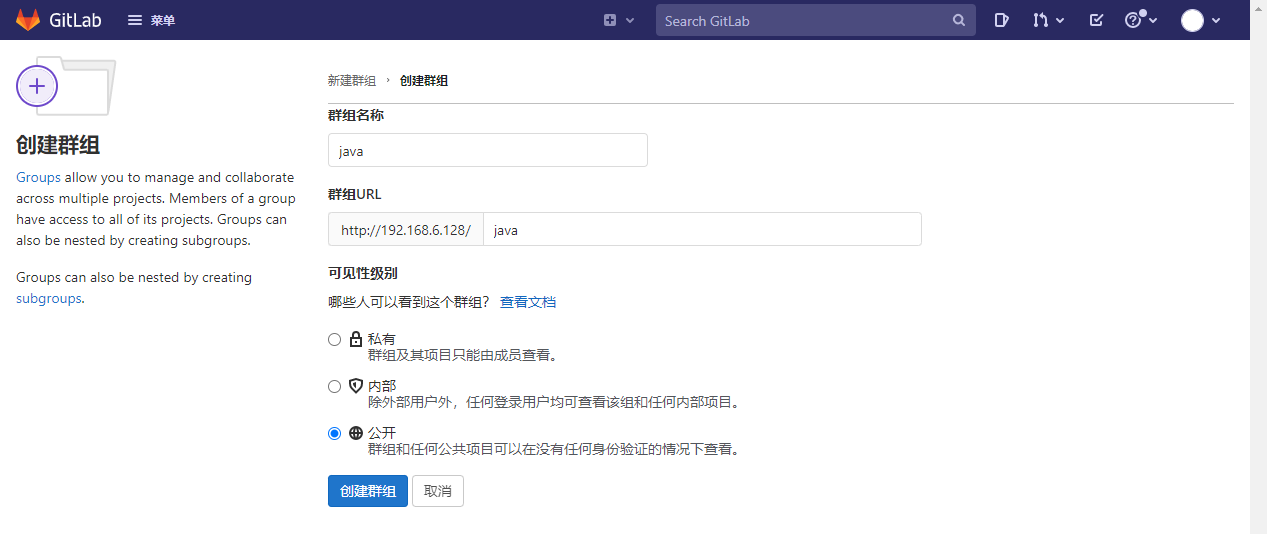 GitLab 菜单 Search GitLab
创建群组
Groups allow you to manage and collaborate
across multiple projects. Members of a group
have access to all of its projects. Groups can
also be nested by creating subgroups.
Groups can also be nested by creating
subgroups.
新建群组 › 创建群组
群组名称
java
群组URL
http://192.168.6.128/ java
可见性级别
哪些人可以看到这个群组? 查看文档
私有
群组及其项目只能由成员查看。
内部
除外部用户外，任何登录用户均可查看该组和任何内部项目。
公开
群组和任何公共项目可以在没有任何身份验证的情况下查看。
创建群组 取消